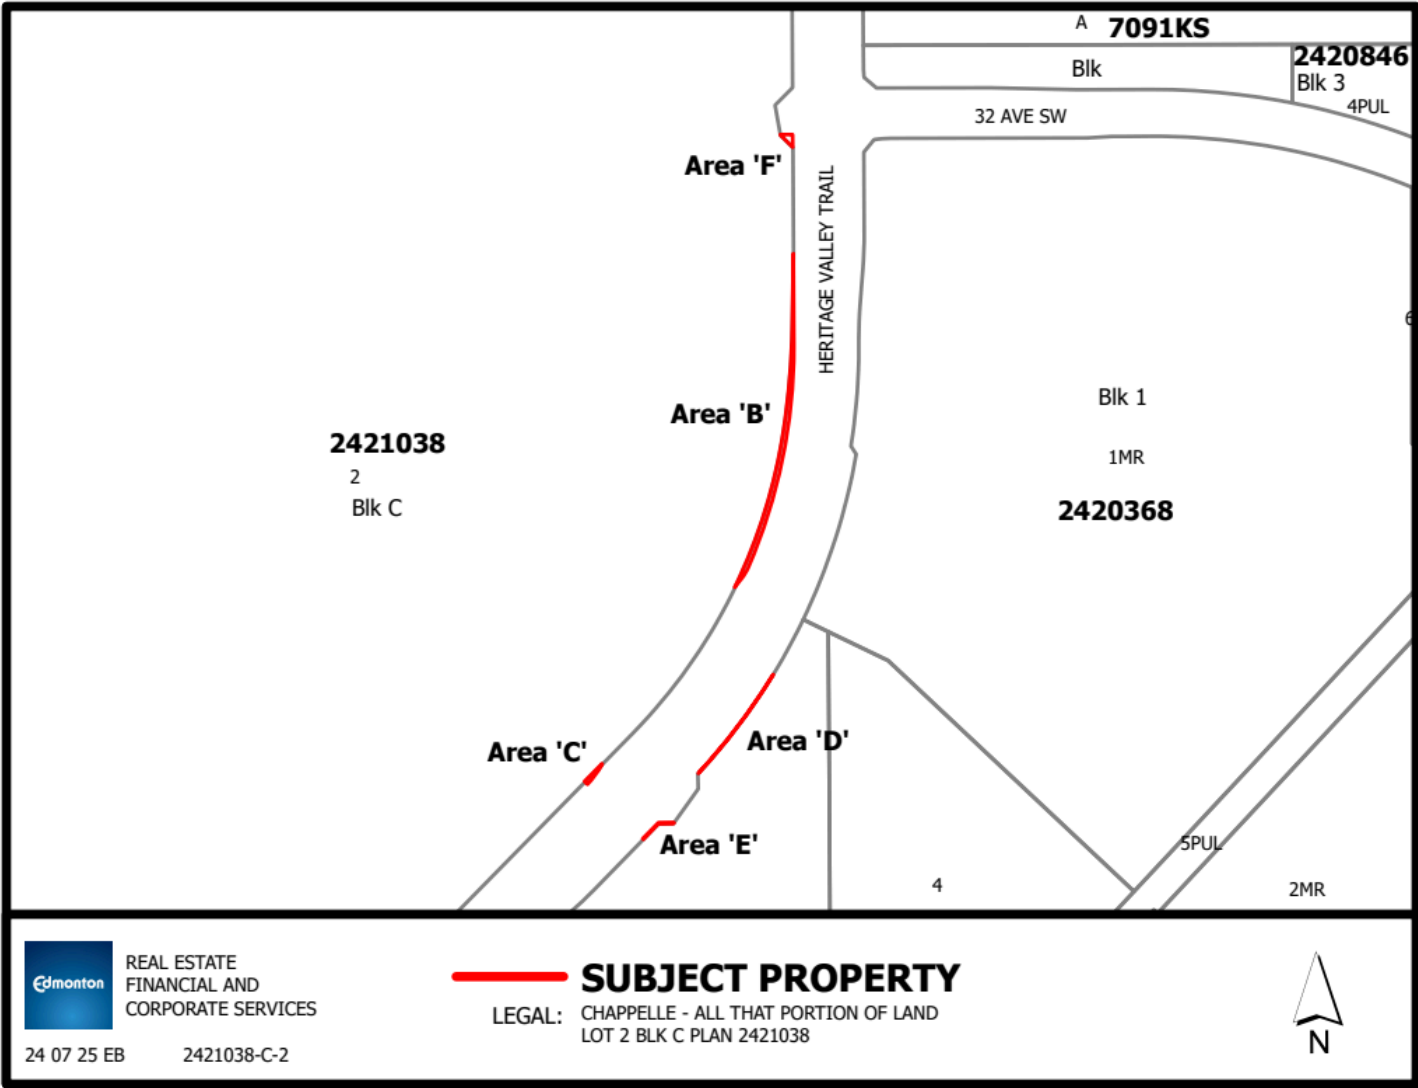 A 7091KS
2420846
Blk
Blk 3
4PUL
32 AVE SW
Area 'F'
HERITAGE VALLEY TRAIL
Blk 1
Area 'B'
2421038
1MR
2
Blk C
2420368
Area 'D'
Area 'C'
Area 'E'
5PUL
4
2MR
Edmonton
REAL ESTATE
FINANCIAL AND
CORPORATE SERVICES
SUBJECT PROPERTY
LEGAL: CHAPPELLE - ALL THAT PORTION OF LAND
LOT 2 BLK C PLAN 2421038
24 07 25 EB 2421038-C-2
N